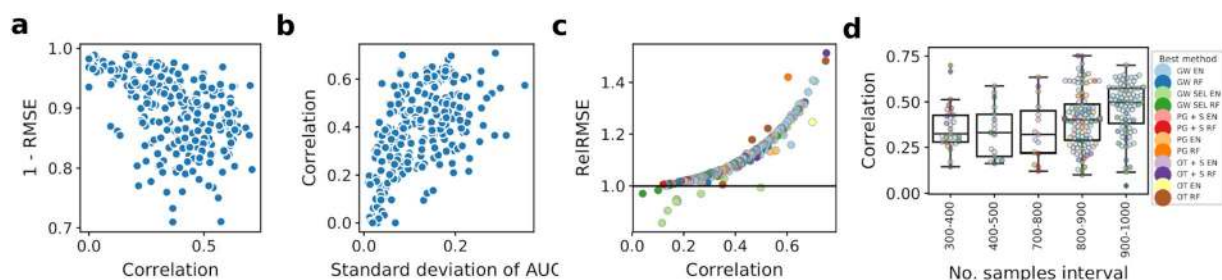 a
1 - RMSE
1.0
0.9
0.8
0.7
0.0
0.5
Correlation
b
Correlation
0.6
0.4
0.2
0.0
0.0
0.2
Standard deviation of AUC
c
RelRMSE
1.4
1.2
1.0
0.0
0.2
0.4
0.6
Correlation
d
Correlation
0.75
0.50
0.25
0.00
300-400
400-500
700-800
800-900
900-1000
No. samples interval
Best method
GW EN
GW RF
GW SEL EN
GW SEL RF
PG + S EN
PG + S RF
PG EN
PG RF
OT + S EN
OT + S RF
OT EN
OT RF